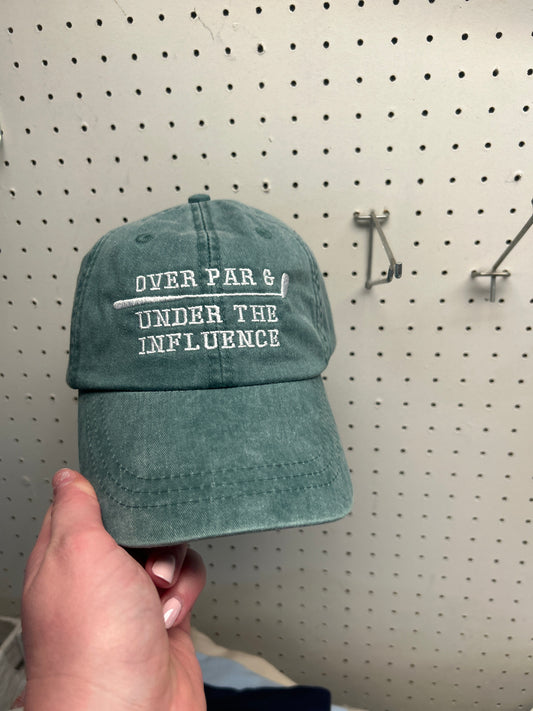 OVER PAR &
UNDER THE
INFLUENCE